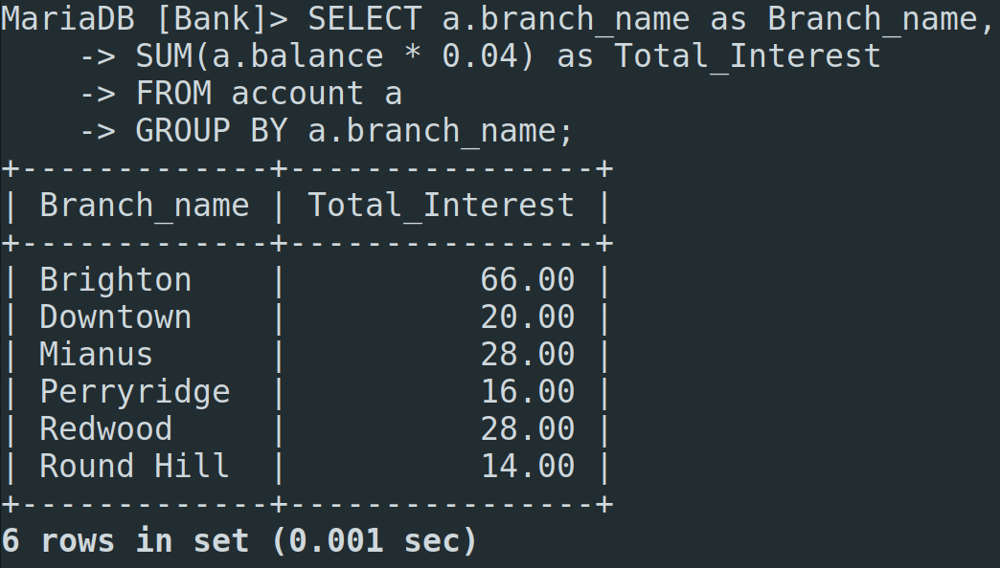 MariaDB [Bank]> SELECT a.branch_name as Branch_name,
    -> SUM(a.balance * 0.04) as Total_Interest
    -> FROM account a
    -> GROUP BY a.branch_name;
+-------------+----------------+
| Branch_name | Total_Interest |
+-------------+----------------+
| Brighton    |          66.00 |
| Downtown    |          20.00 |
| Mianus      |          28.00 |
| Perryridge  |          16.00 |
| Redwood     |          28.00 |
| Round Hill  |          14.00 |
+-------------+----------------+
6 rows in set (0.001 sec)